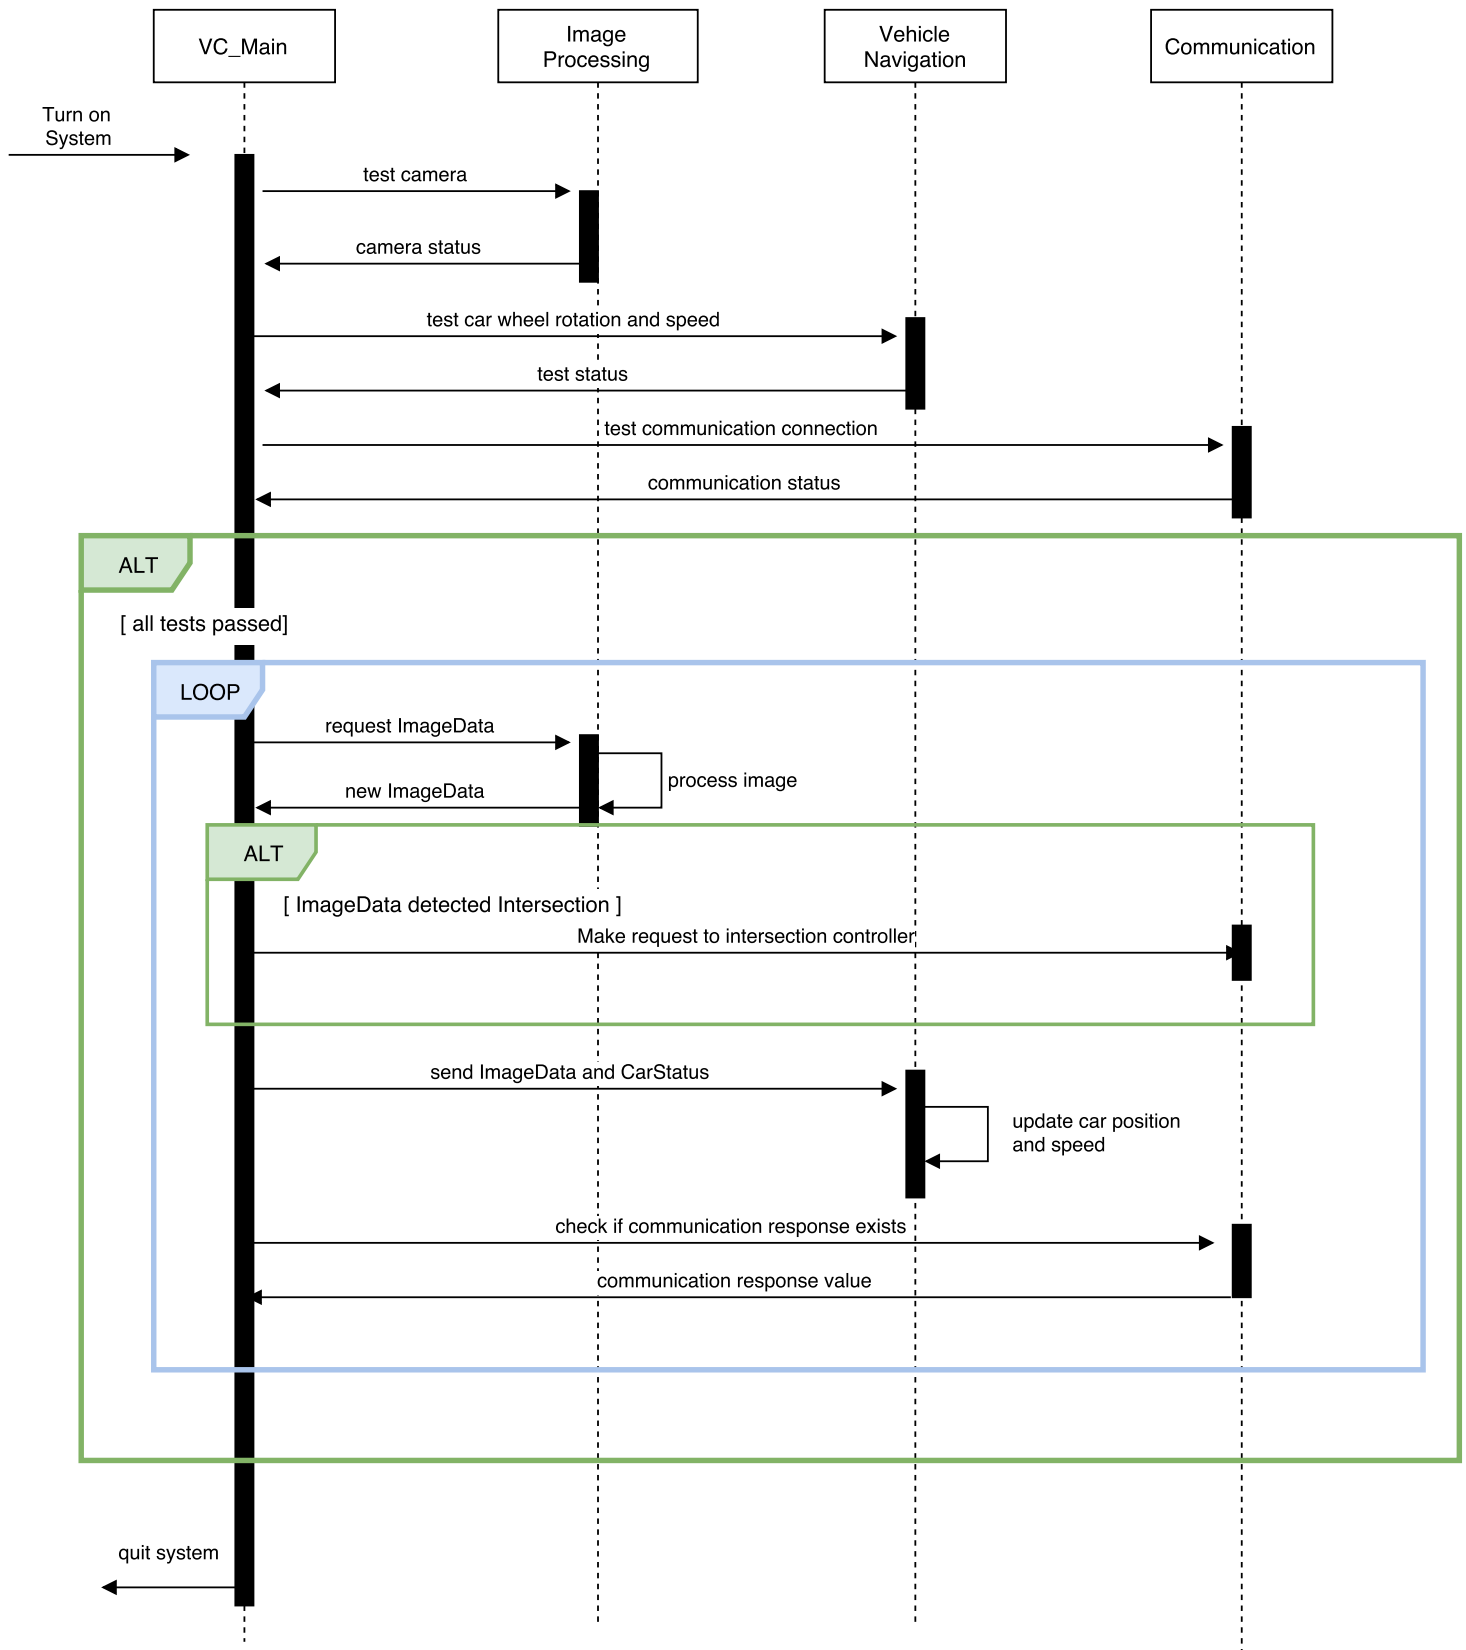 VC_Main
Image
Processing
Vehicle
Navigation
Communication
Turn on
System
test camera
camera status
test car wheel rotation and speed
test status
test communication connection
communication status
ALT
[ all tests passed]
LOOP
request ImageData
process image
new ImageData
ALT
[ ImageData detected Intersection ]
Make request to intersection controller
send ImageData and CarStatus
update car position
and speed
check if communication response exists
communication response value
quit system